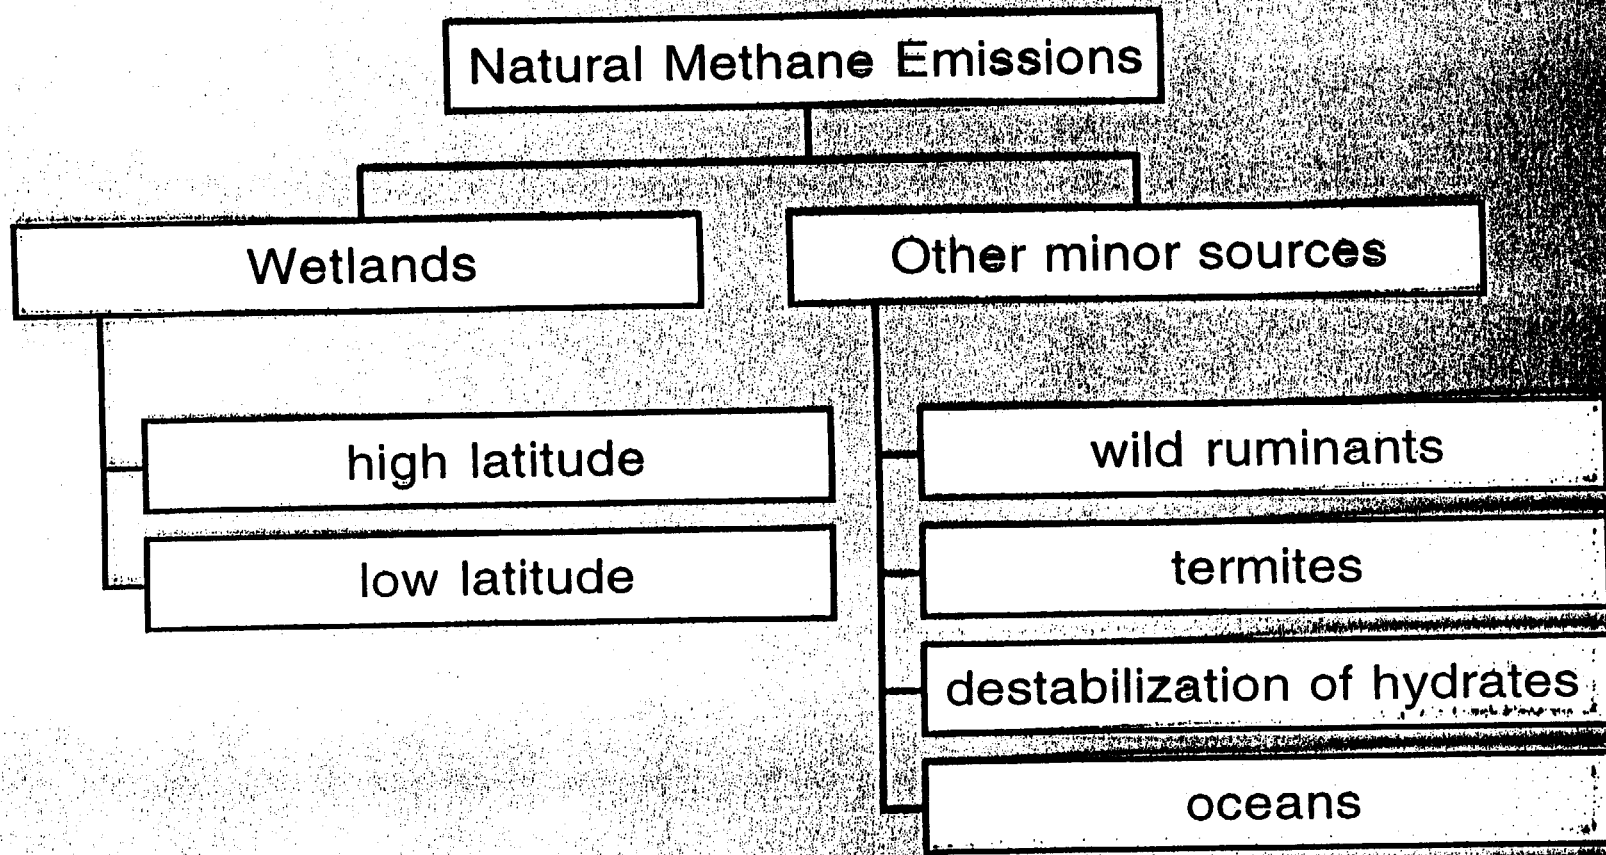 Natural Methane Emissions
Wetlands
Other minor sources
high latitude
low latitude
wild ruminants
termites
destabilization of hydrates
oceans